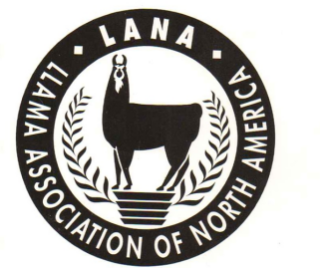 • LANA •
LLAMA ASSOCIATION OF NORTH AMERICA